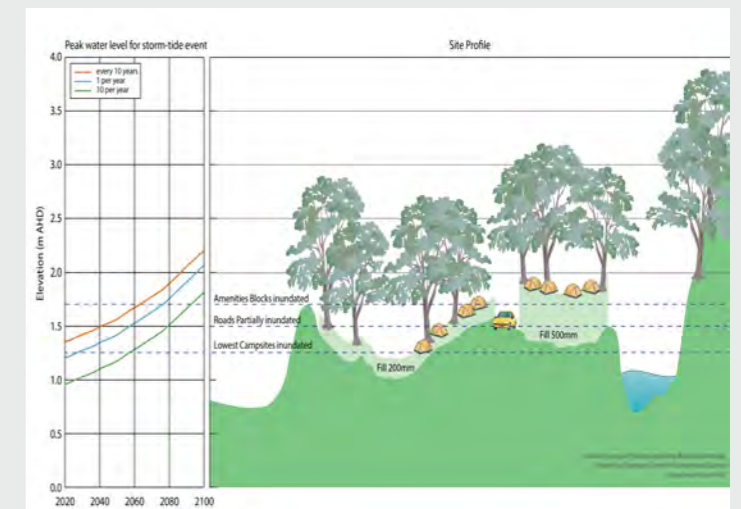 Peak water level for storm-tide event
Site Profile
4.0
every 10 years
1 per year
10 per year
3.5
3.0
2.5
2.0
1.5
1.0
0.5
0.0
Elevation (m AHD)
2020 2040 2060 2080 2100
Amenities Blocks inundated
Roads Partially inundated
Lowest Campsites inundated
Fill 200mm
Fill 500mm